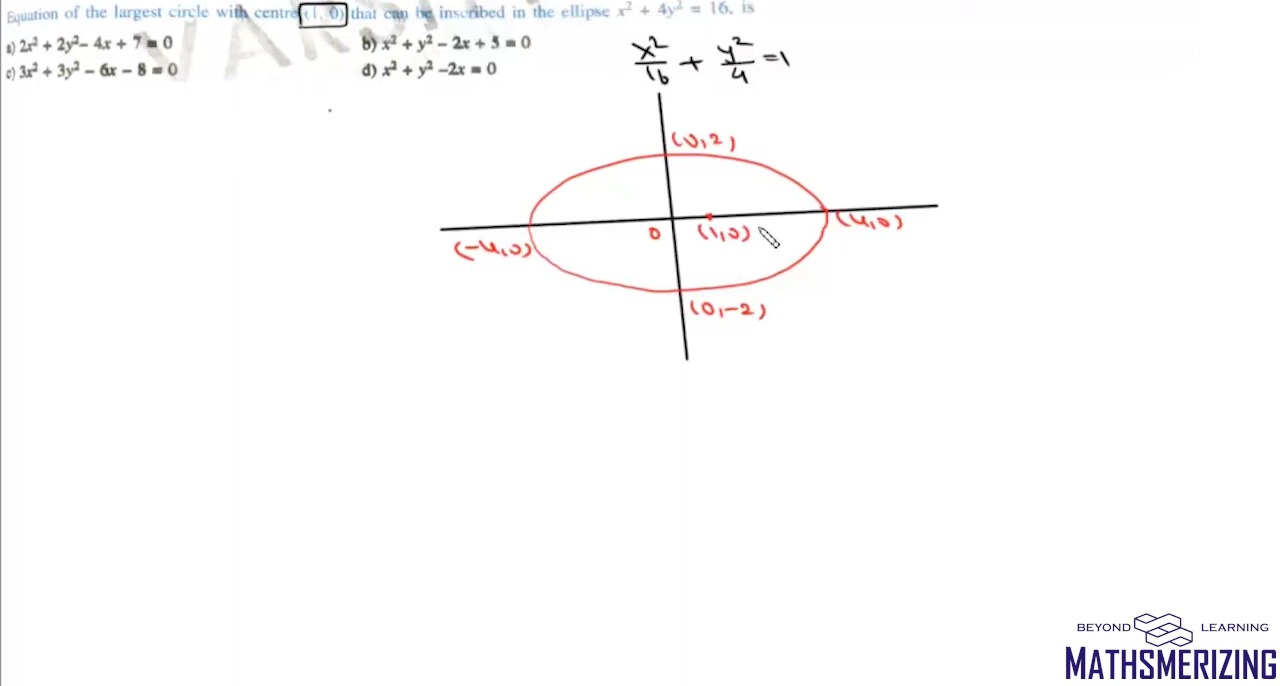 Equation of the largest circle with centre (1, 0) that can be inscribed in the ellipse x² + 4y² = 16, is
a) 2x² + 2y² – 4x + 7 = 0
b) x² + y² – 2x + 5 = 0
c) 3x² + 3y² – 6x – 8 = 0
d) x² + y² –2x = 0
x²/16 + y²/4 = 1
(0,2)
(-4,0)
0
(1,0)
(4,0)
(0,-2)
BEYOND LEARNING
MATHSMERIZING